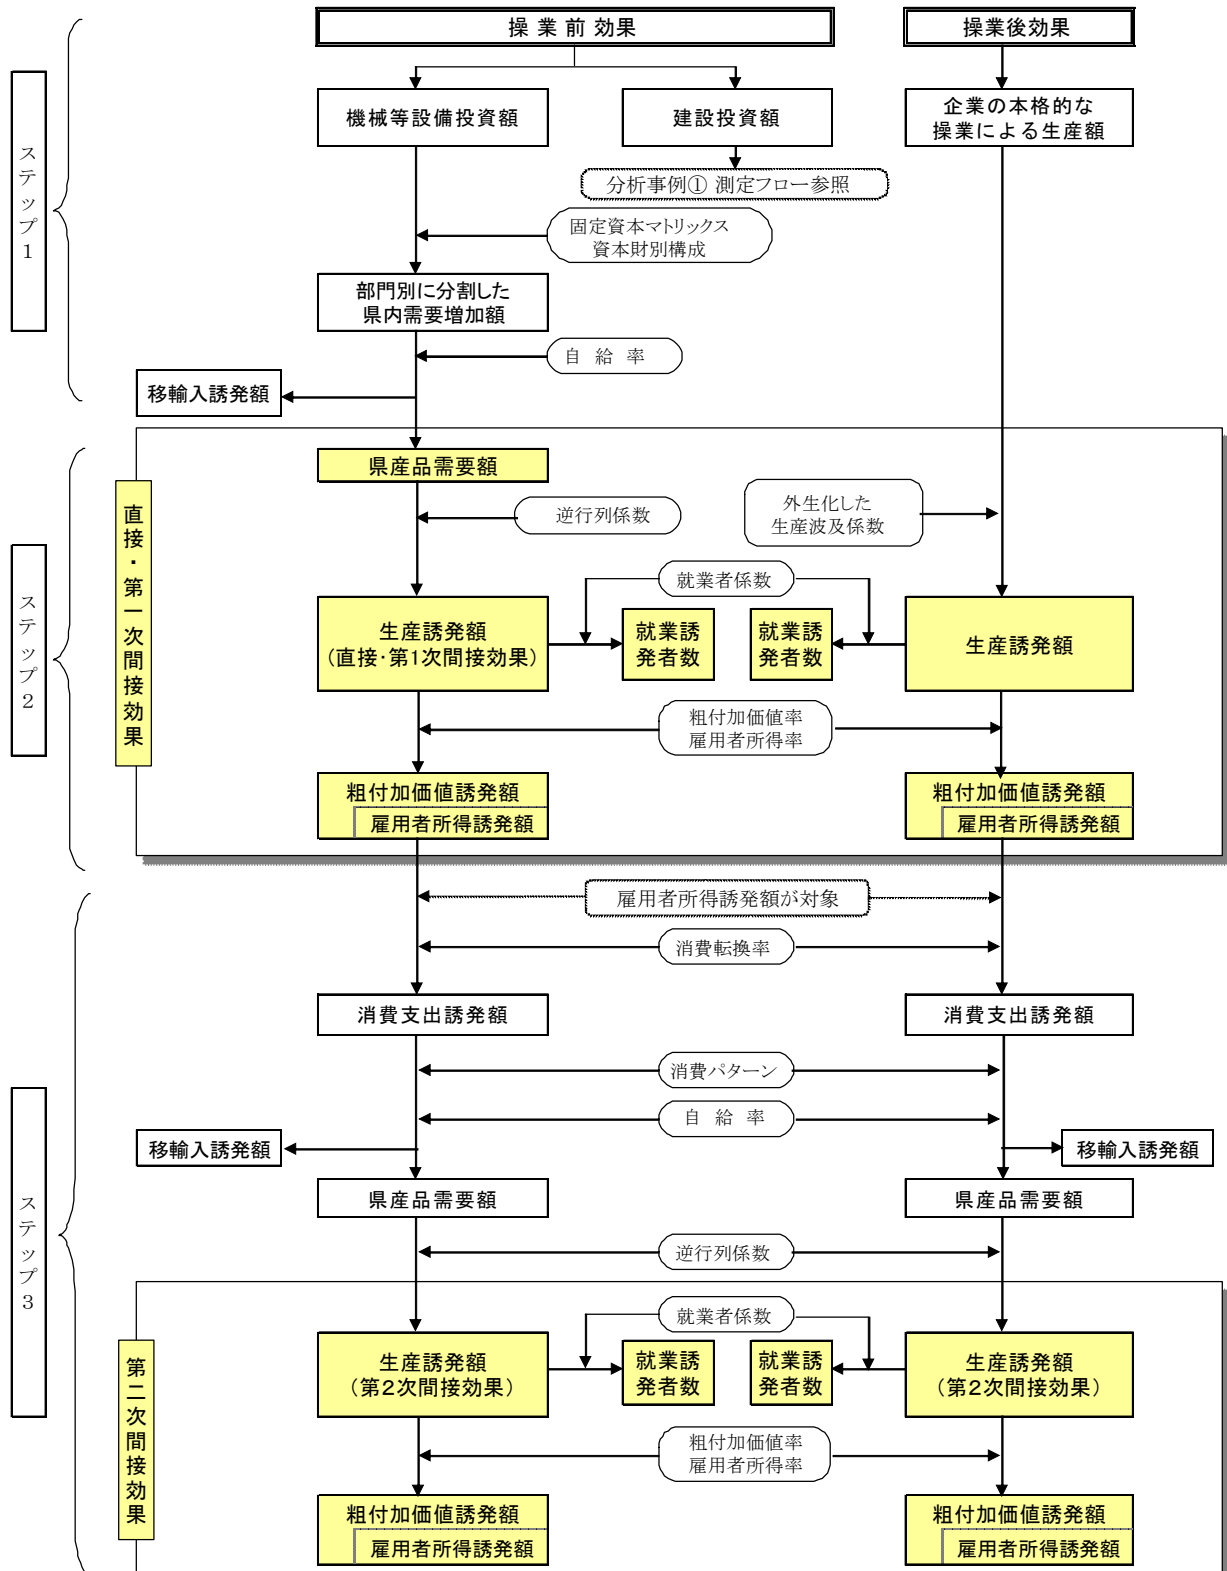 操 業 前 効果
操業後効果
ステップ1
機械等設備投資額
建設投資額
企業の本格的な
操業による生産額
分析事例① 測定フロー参照
固定資本マトリックス
資本財別構成
部門別に分割した
県内需要増加額
自 給 率
移輸入誘発額
ステップ2
直接・第一次間接効果
県産品需要額
逆行列係数
外生化した
生産波及係数
就業者係数
生産誘発額
(直接・第1次間接効果)
就業誘
発者数
就業誘
発者数
生産誘発額
粗付加価値率
雇用者所得率
粗付加価値誘発額
雇用者所得誘発額
粗付加価値誘発額
雇用者所得誘発額
ステップ3
雇用者所得誘発額が対象
消費転換率
消費支出誘発額
消費支出誘発額
消費パターン
自 給 率
移輸入誘発額
移輸入誘発額
県産品需要額
県産品需要額
逆行列係数
第二次間接効果
就業者係数
生産誘発額
(第2次間接効果)
就業誘
発者数
就業誘
発者数
生産誘発額
(第2次間接効果)
粗付加価値率
雇用者所得率
粗付加価値誘発額
雇用者所得誘発額
粗付加価値誘発額
雇用者所得誘発額